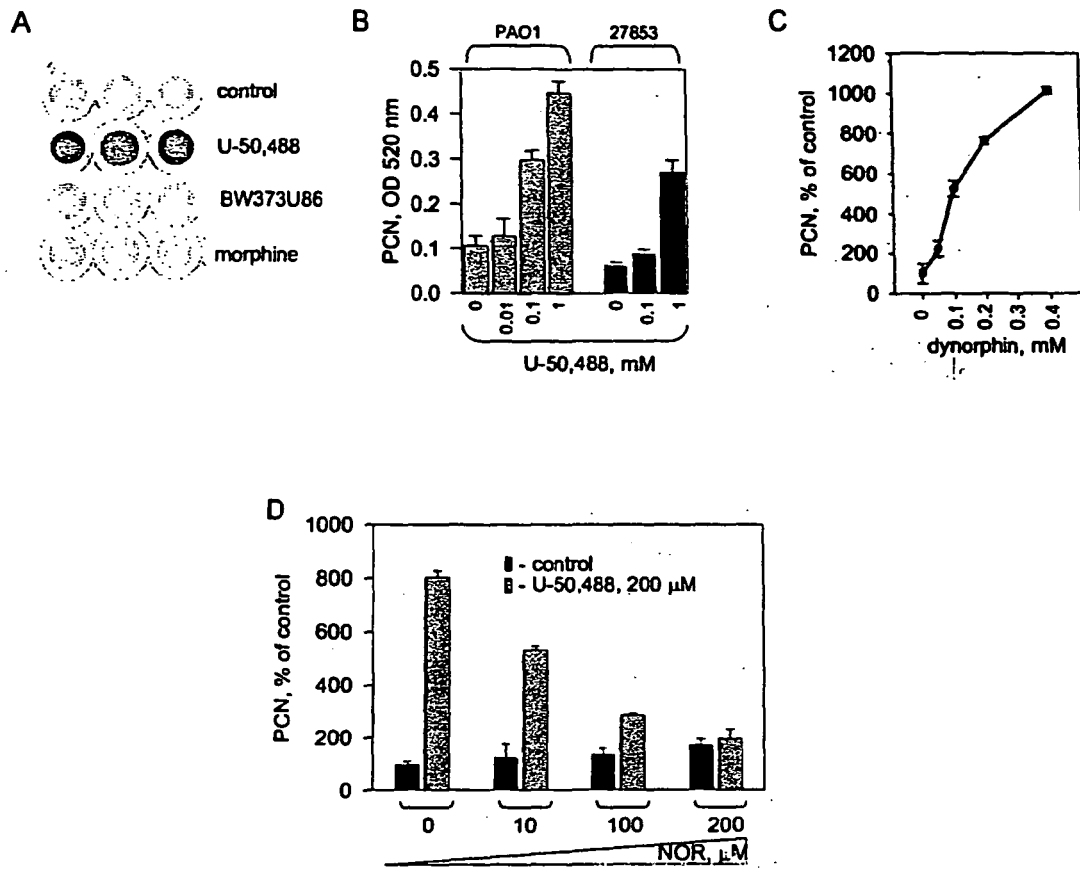 A
control
U-50,488
BW373U86
morphine
B
PAO1
27853
PCN, OD 520 nm
0.5
0.4
0.3
0.2
0.1
0.0
0
0.01
0.1
1
0
0.1
1
U-50,488, mM
C
PCN, % of control
1200
1000
800
600
400
200
0
0
0.1
0.2
0.3
0.4
dynorphin, mM
D
PCN, % of control
1000
800
600
400
200
0
- control
- U-50,488, 200 µM
0
10
100
200
NOR, µM